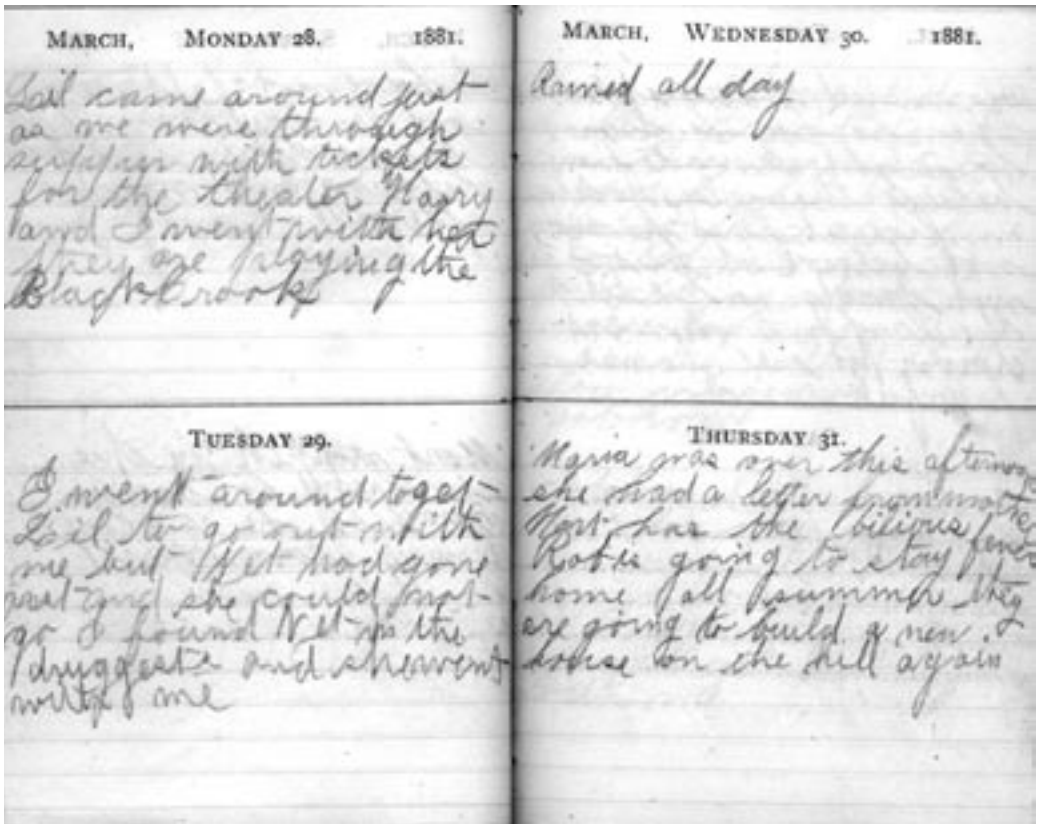 MARCH, MONDAY 28. 1881.
Lil came around just
as we were through
supper with tickets
for the theater Harry
and I went with her
they are playing the
Black Crook
TUESDAY 29.
I went around to get
Lil to go out with
me but Net had gone
out and she could not
go I found Net in the
druggists and she went
with me
MARCH, WEDNESDAY 30. 1881.
Rained all day
THURSDAY 31.
Maria was over this afternoon
she had a letter from
Mort has the bilious fever
Rob is going to stay
home all summer they
are going to build a new
house on the hill again